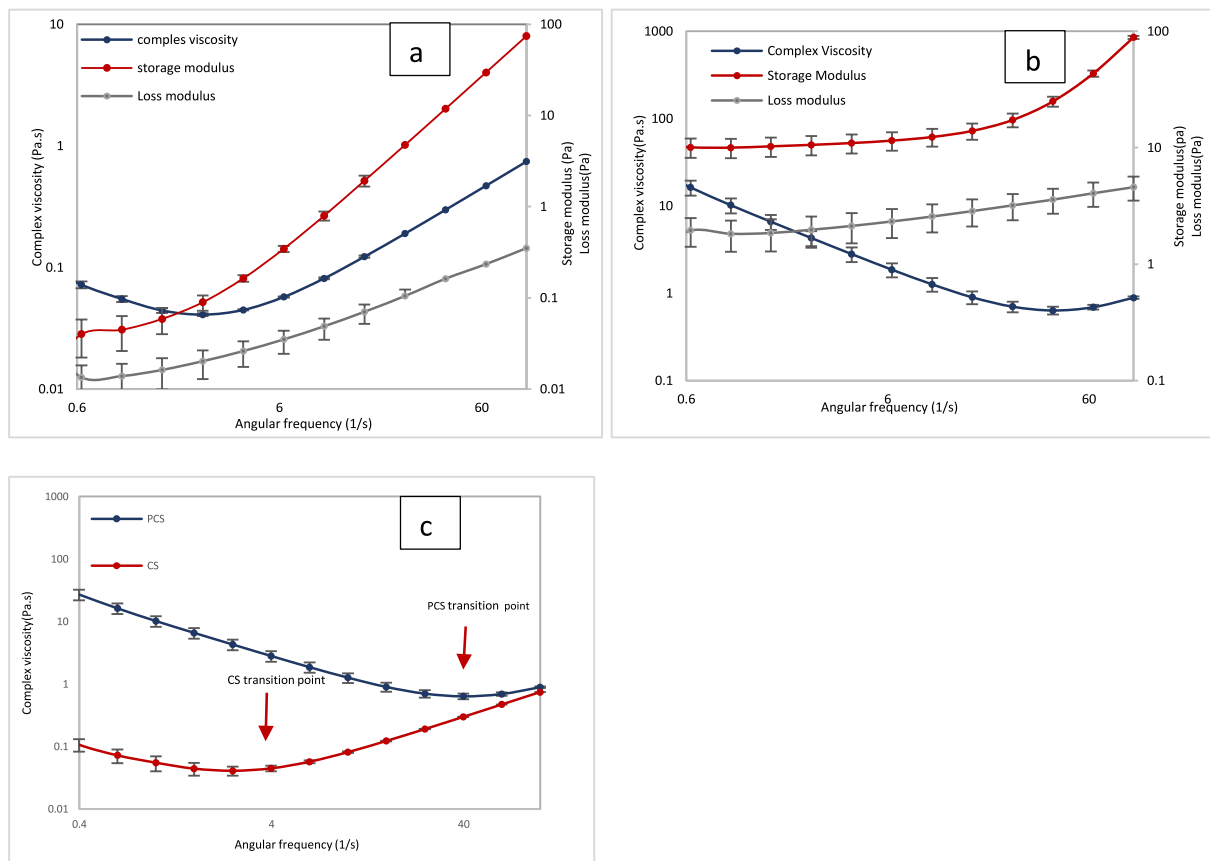 a
comples viscosity
storage modulus
Loss modulus
10
1
0.1
0.01
100
10
1
0.1
0.01
0.6
6
60
Complex viscosity (Pa.s)
Storage modulus (Pa)
Loss modulus(Pa)
Angular frequency (1/s)
b
Complex Viscosity
Storage Modulus
Loss modulus
1000
100
10
1
0.1
100
10
1
0.1
0.6
6
60
Complex viscosity(Pa.s)
Storage modulus(pa)
Loss modulus(Pa)
Angular frequency (1/s)
c
PCS
CS
1000
100
10
1
0.1
0.01
0.4
4
40
Complex viscosity(Pa.s)
PCS transition point
CS transition point
Angular frequency (1/s)